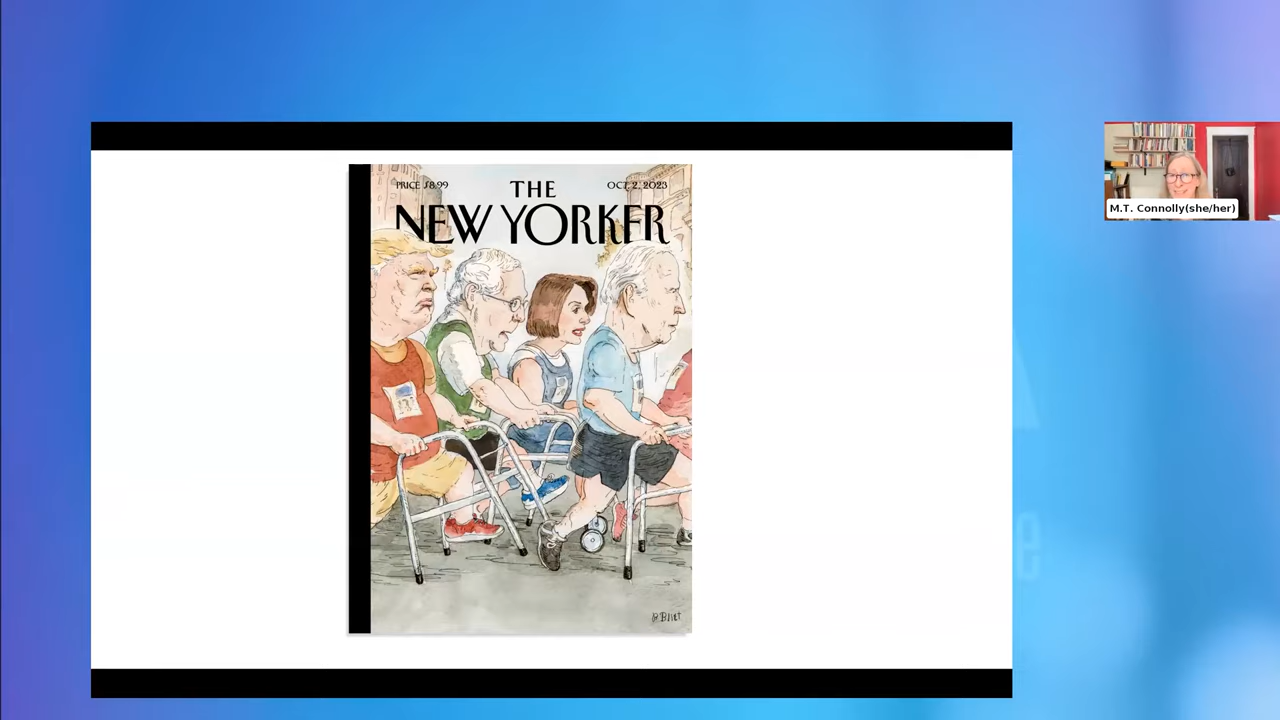 PRICE $8.99
THE
OCT. 2, 2023
NEW YORKER
M.T. Connolly(she/her)